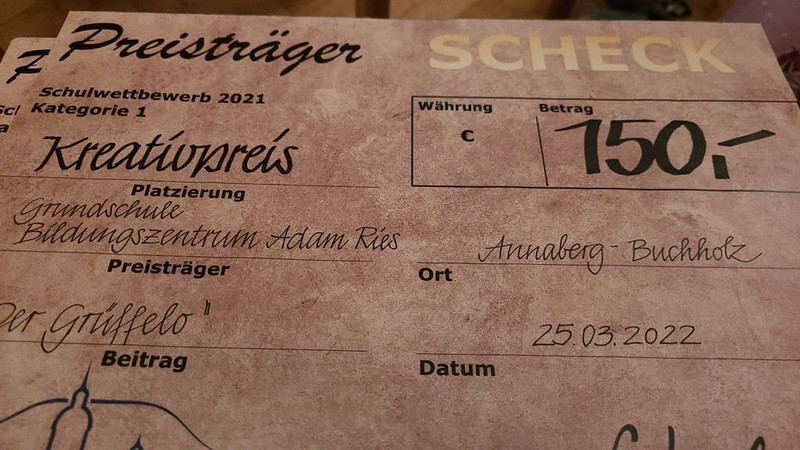 Preisträger
SCHECK
Schulwettbewerb 2021
Kategorie 1
Währung
Betrag
€
150,-
Kreativpreis
Platzierung
Grundschule
Bildungszentrum Adam Ries
Preisträger
Annaberg-Buchholz
Ort
Der Grüffelo"
Beitrag
25.03.2022
Datum